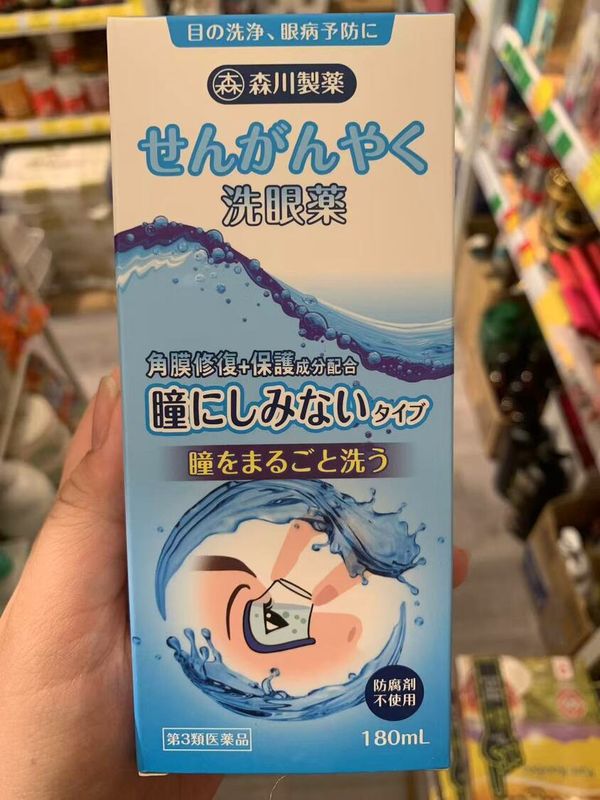 目の洗浄、眼病予防に
森 森川製薬
せんがんやく
洗眼薬
角膜修復+保護成分配合
瞳にしみないタイプ
瞳をまるごと洗う
防腐剤
不使用
第3類医薬品
180mL